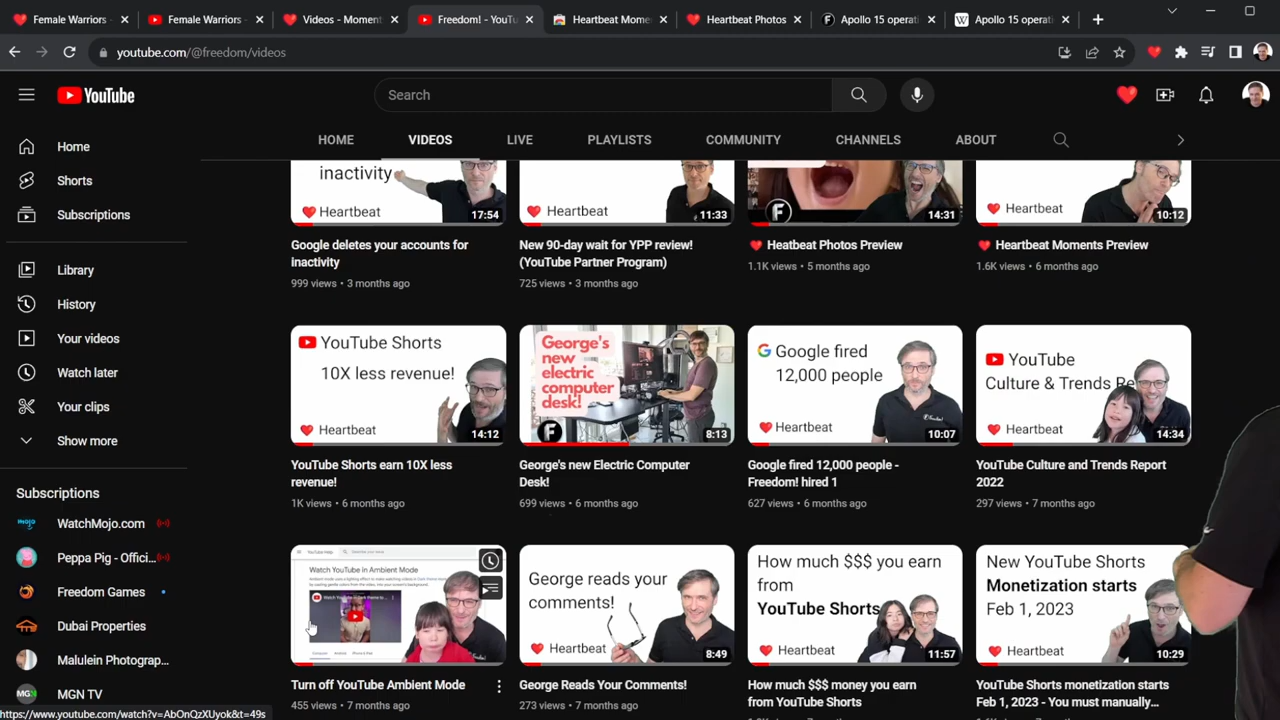 Female Warriors -
Female Warriors -
Videos - Moment
Freedom! - YouTu
Heartbeat Mome
Heartbeat Photos
Apollo 15 operati
Apollo 15 operati
youtube.com/@freedom/videos
YouTube
Search
HOME
VIDEOS
LIVE
PLAYLISTS
COMMUNITY
CHANNELS
ABOUT
Home
Shorts
Subscriptions
Library
History
Your videos
Watch later
Your clips
Show more
Subscriptions
WatchMojo.com
Peppa Pig - Offici...
Freedom Games
Dubai Properties
Malulein Photograp...
MGN TV
inactivity
Heartbeat
17:54
Google deletes your accounts for
inactivity
999 views • 3 months ago
Heartbeat
11:33
New 90-day wait for YPP review!
(YouTube Partner Program)
725 views • 3 months ago
F
14:31
Heatbeat Photos Preview
1.1K views • 5 months ago
Heartbeat
10:12
Heartbeat Moments Preview
1.6K views • 6 months ago
YouTube Shorts
10X less revenue!
Heartbeat
14:12
YouTube Shorts earn 10X less
revenue!
1K views • 6 months ago
George's
new
electric
computer
desk!
F
8:13
George's new Electric Computer
Desk!
699 views • 6 months ago
Google fired
12,000 people
Heartbeat
10:07
Google fired 12,000 people -
Freedom! hired 1
627 views • 6 months ago
YouTube
Culture & Trends Re
Heartbeat
14:34
YouTube Culture and Trends Report
2022
297 views • 7 months ago
Watch YouTube in Ambient Mode
Turn off YouTube Ambient Mode
455 views • 7 months ago
George reads your
comments!
Heartbeat
8:49
George Reads Your Comments!
273 views • 7 months ago
How much $$$ you earn
from
YouTube Shorts
Heartbeat
11:57
How much $$$ money you earn
from YouTube Shorts
New YouTube Shorts
Monetization starts
Feb 1, 2023
Heartbeat
10:29
YouTube Shorts monetization starts
Feb 1, 2023 - You must manually...
https://www.youtube.com/watch?v=AbOnQzXUyok&t=49s